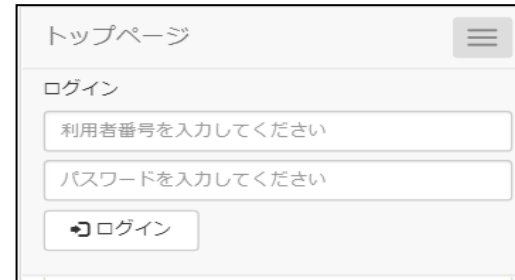 トップページ
ログイン
利用者番号を入力してください
パスワードを入力してください
ログイン